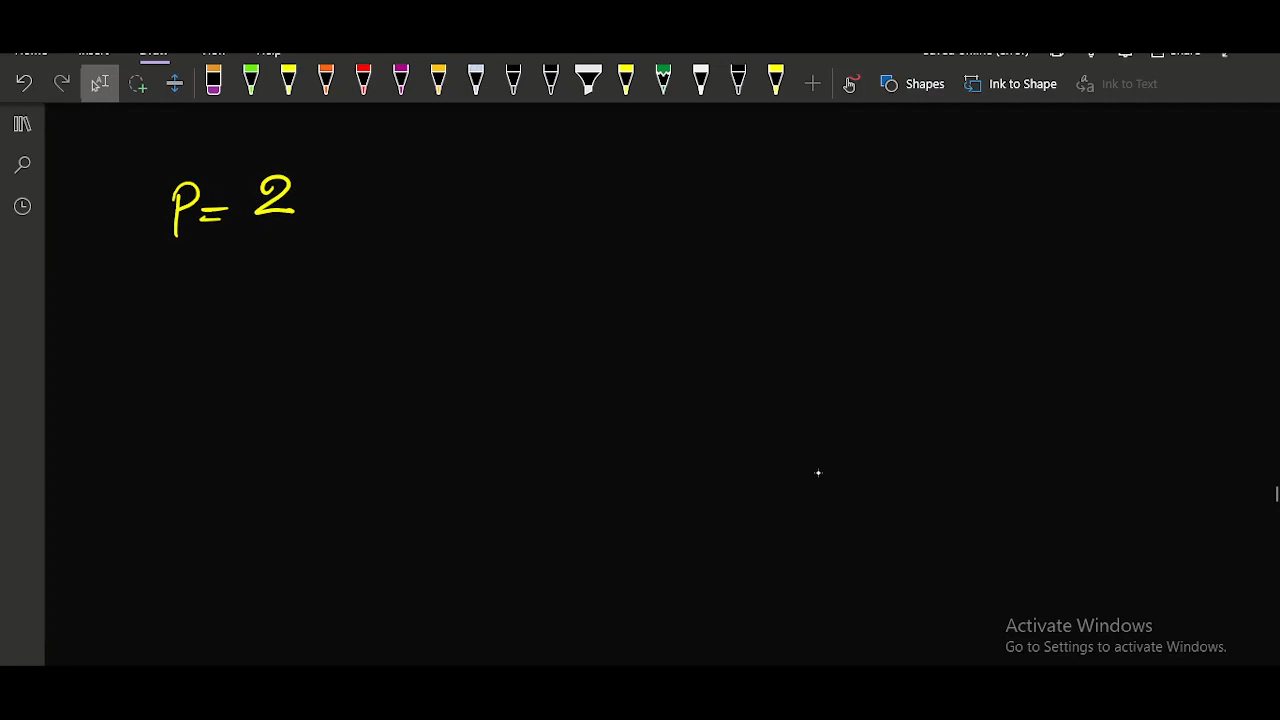 Shapes
Ink to Shape
Ink to Text
P= 2
Activate Windows
Go to Settings to activate Windows.